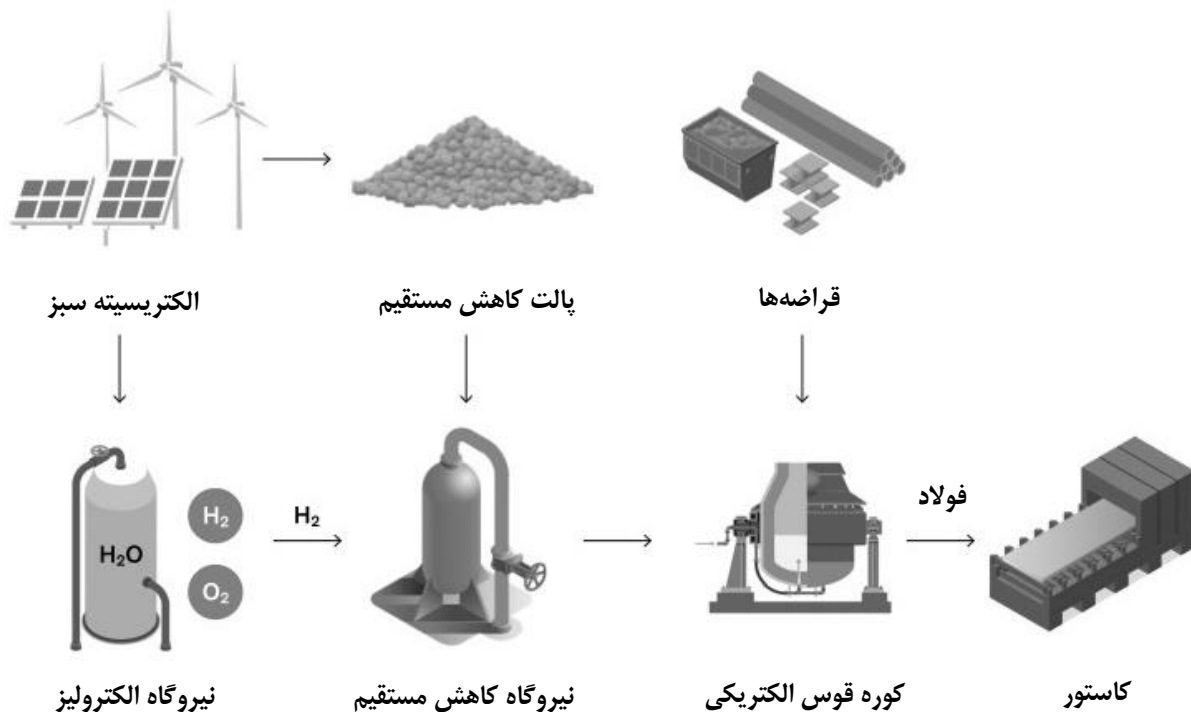 الکتریسیته سبز
پالت کاهش مستقیم
قراضه‌ها
H₂O
H₂
O₂
H₂
فولاد
نیروگاه الکترولیز
نیروگاه کاهش مستقیم
کوره قوس الکتریکی
کاستور